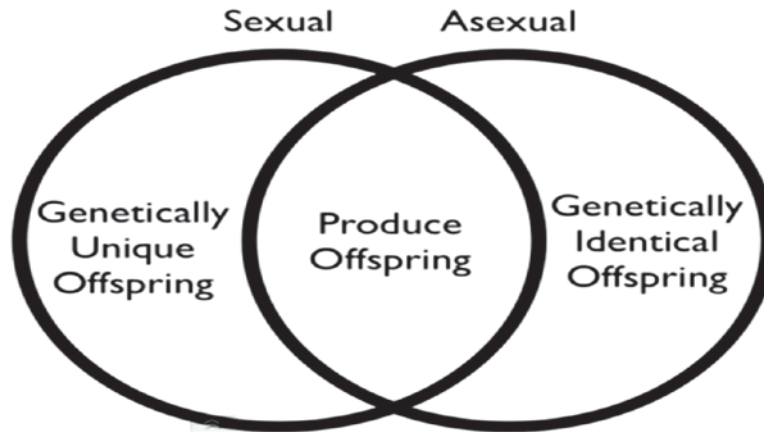 Sexual
Asexual
Genetically
Unique
Offspring
Produce
Offspring
Genetically
Identical
Offspring